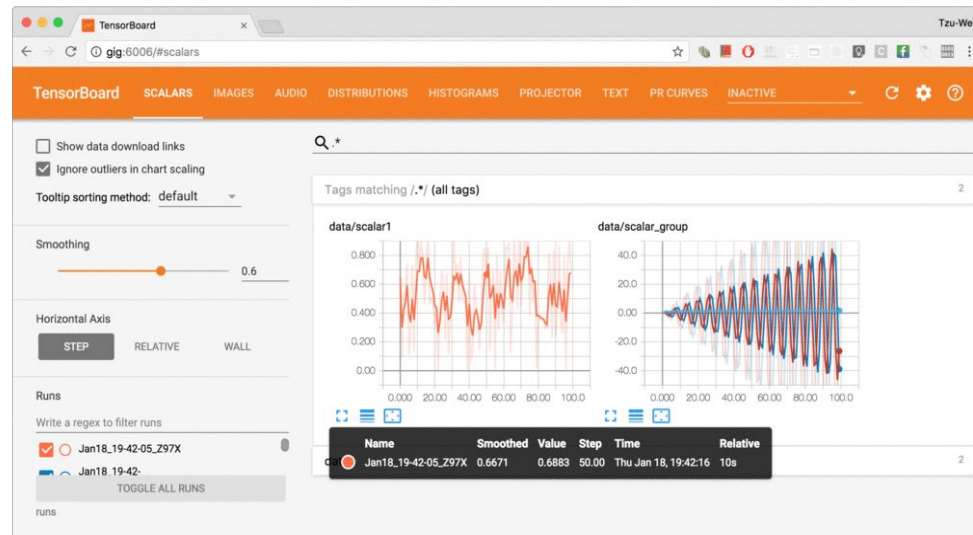 TensorBoard
Tzu-We
gig:6006/#scalars
TensorBoard SCALARS IMAGES AUDIO DISTRIBUTIONS HISTOGRAMS PROJECTOR TEXT PR CURVES INACTIVE
Show data download links
Ignore outliers in chart scaling
Tooltip sorting method: default
Smoothing
0.6
Horizontal Axis
STEP RELATIVE WALL
Runs
Write a regex to filter runs
Jan18_19-42-05_Z97X
Jan18_19-42-
TOGGLE ALL RUNS
runs
.*
Tags matching /.*/ (all tags) 2
data/scalar1
0.800
0.600
0.400
0.200
0.00
0.000 20.00 40.00 60.00 80.00 100.0
data/scalar_group
40.0
20.0
0.00
-20.0
-40.0
0.000 20.00 40.00 60.00 80.00 100.0
Name Smoothed Value Step Time Relative
Jan18_19-42-05_Z97X 0.6671 0.6883 50.00 Thu Jan 18, 19:42:16 10s
2